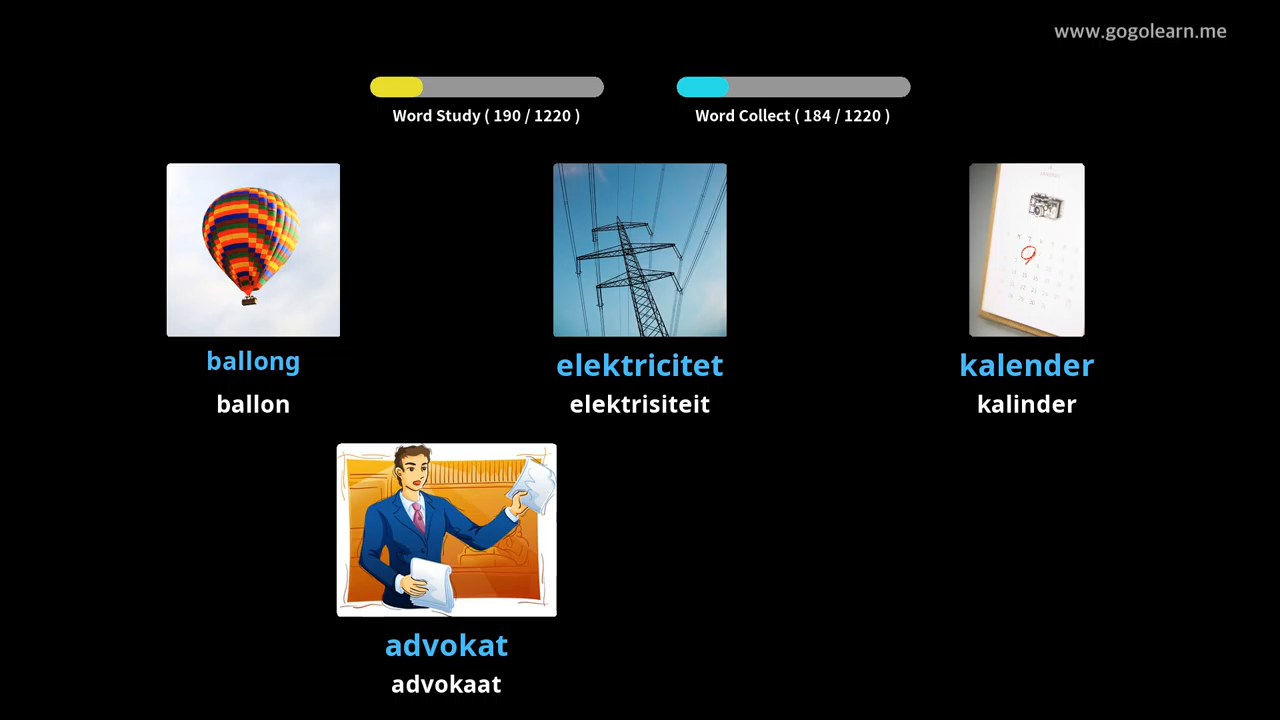 www.gogolearn.me
Word Study ( 190 / 1220 )
Word Collect ( 184 / 1220 )
ballong
ballon
elektricitet
elektrisiteit
kalender
kalinder
advokat
advokaat